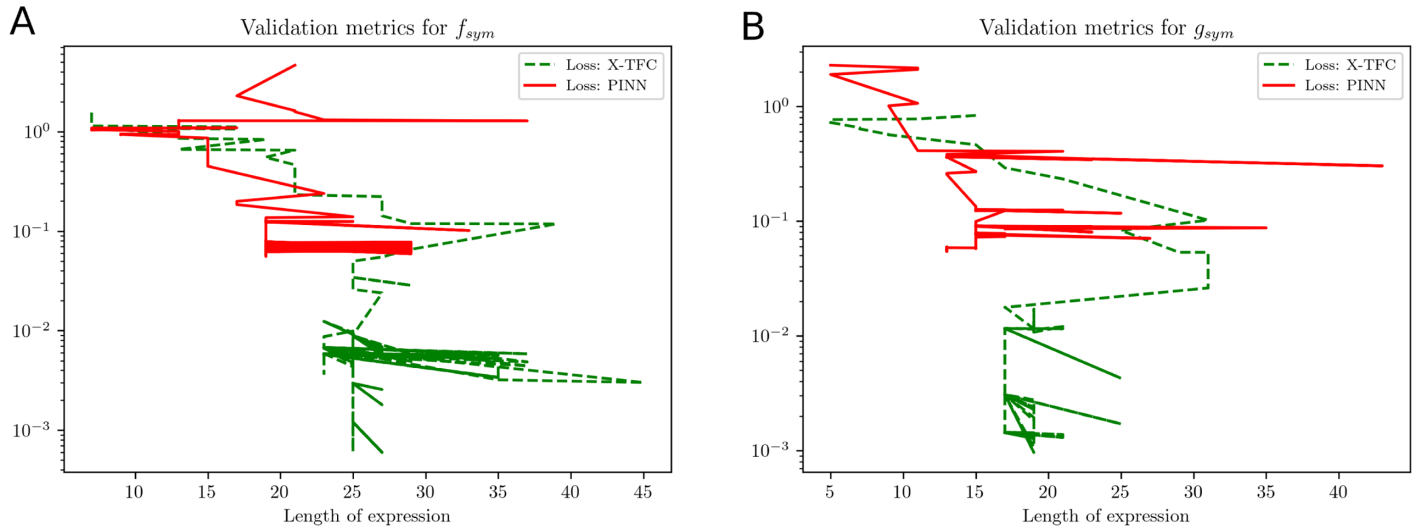 A
Validation metrics for f_sym
Loss: X-TFC
Loss: PINN
10^0
10^-1
10^-2
10^-3
10 15 20 25 30 35 40 45
Length of expression
B
Validation metrics for g_sym
Loss: X-TFC
Loss: PINN
10^0
10^-1
10^-2
10^-3
5 10 15 20 25 30 35 40
Length of expression